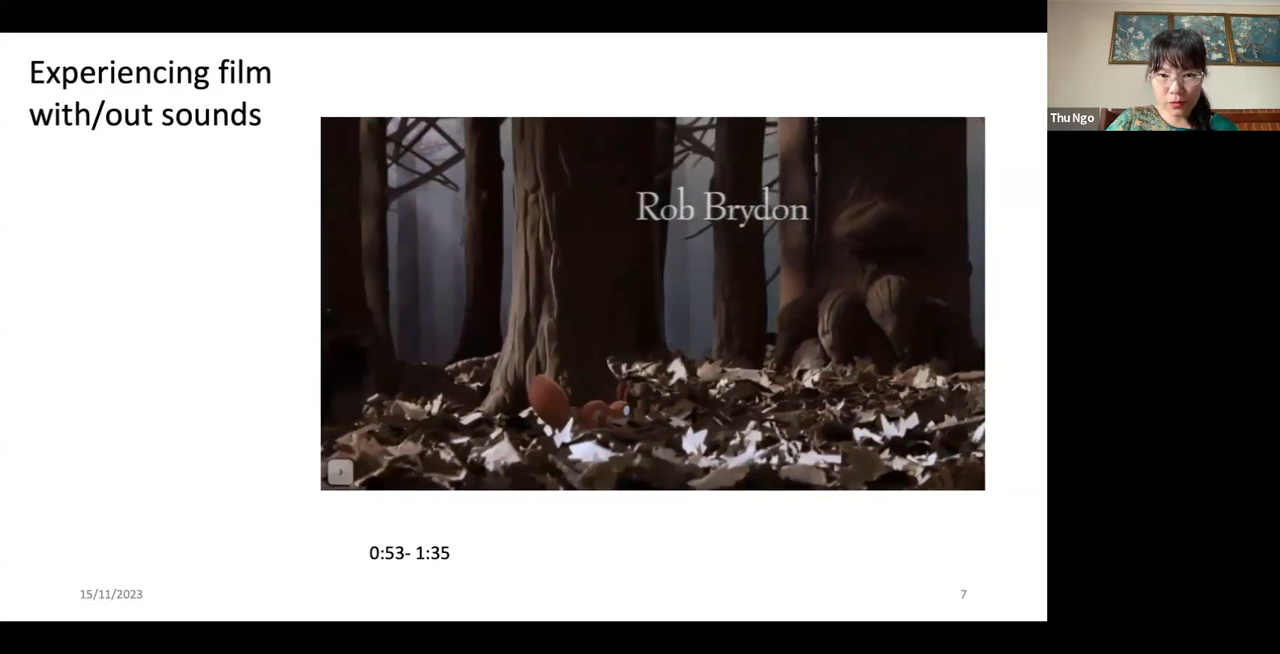 Experiencing film
with/out sounds
Rob Brydon
0:53- 1:35
15/11/2023
7
Thu Ngo